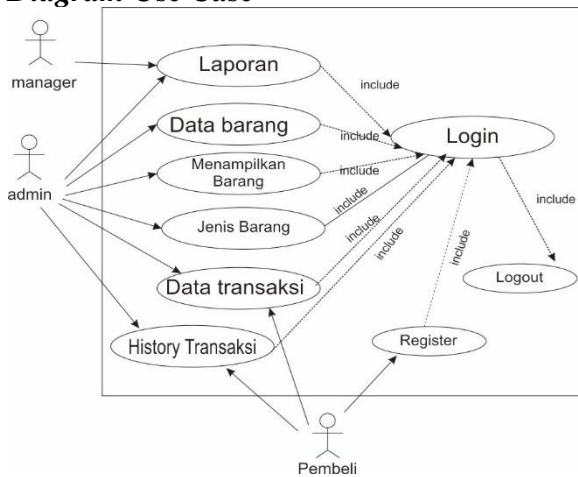 Diagram Use Case
manager
Laporan
include
Data barang
include
Login
admin
Menampilkan
Barang
include
Jenis Barang
include
include
include
include
include
Data transaksi
Logout
History Transaksi
Register
Pembeli